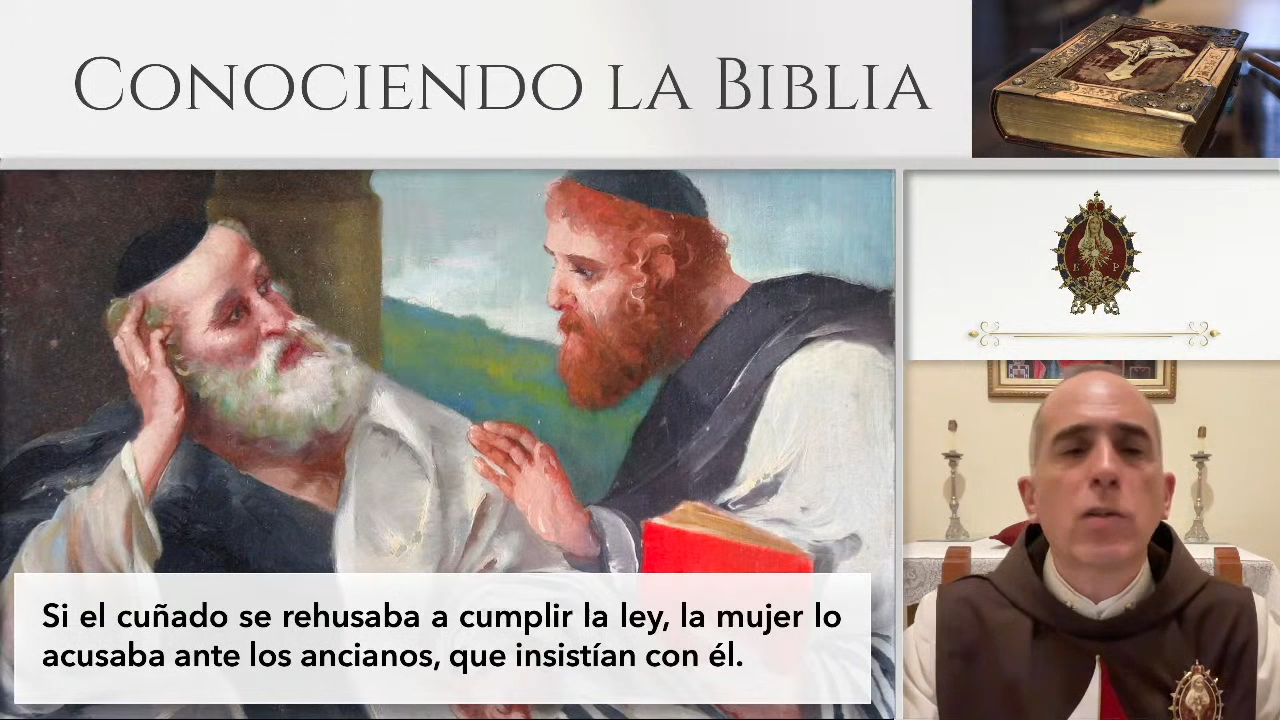 CONOCIENDO LA BIBLIA
Si el cuñado se rehusaba a cumplir la ley, la mujer lo
acusaba ante los ancianos, que insistían con él.